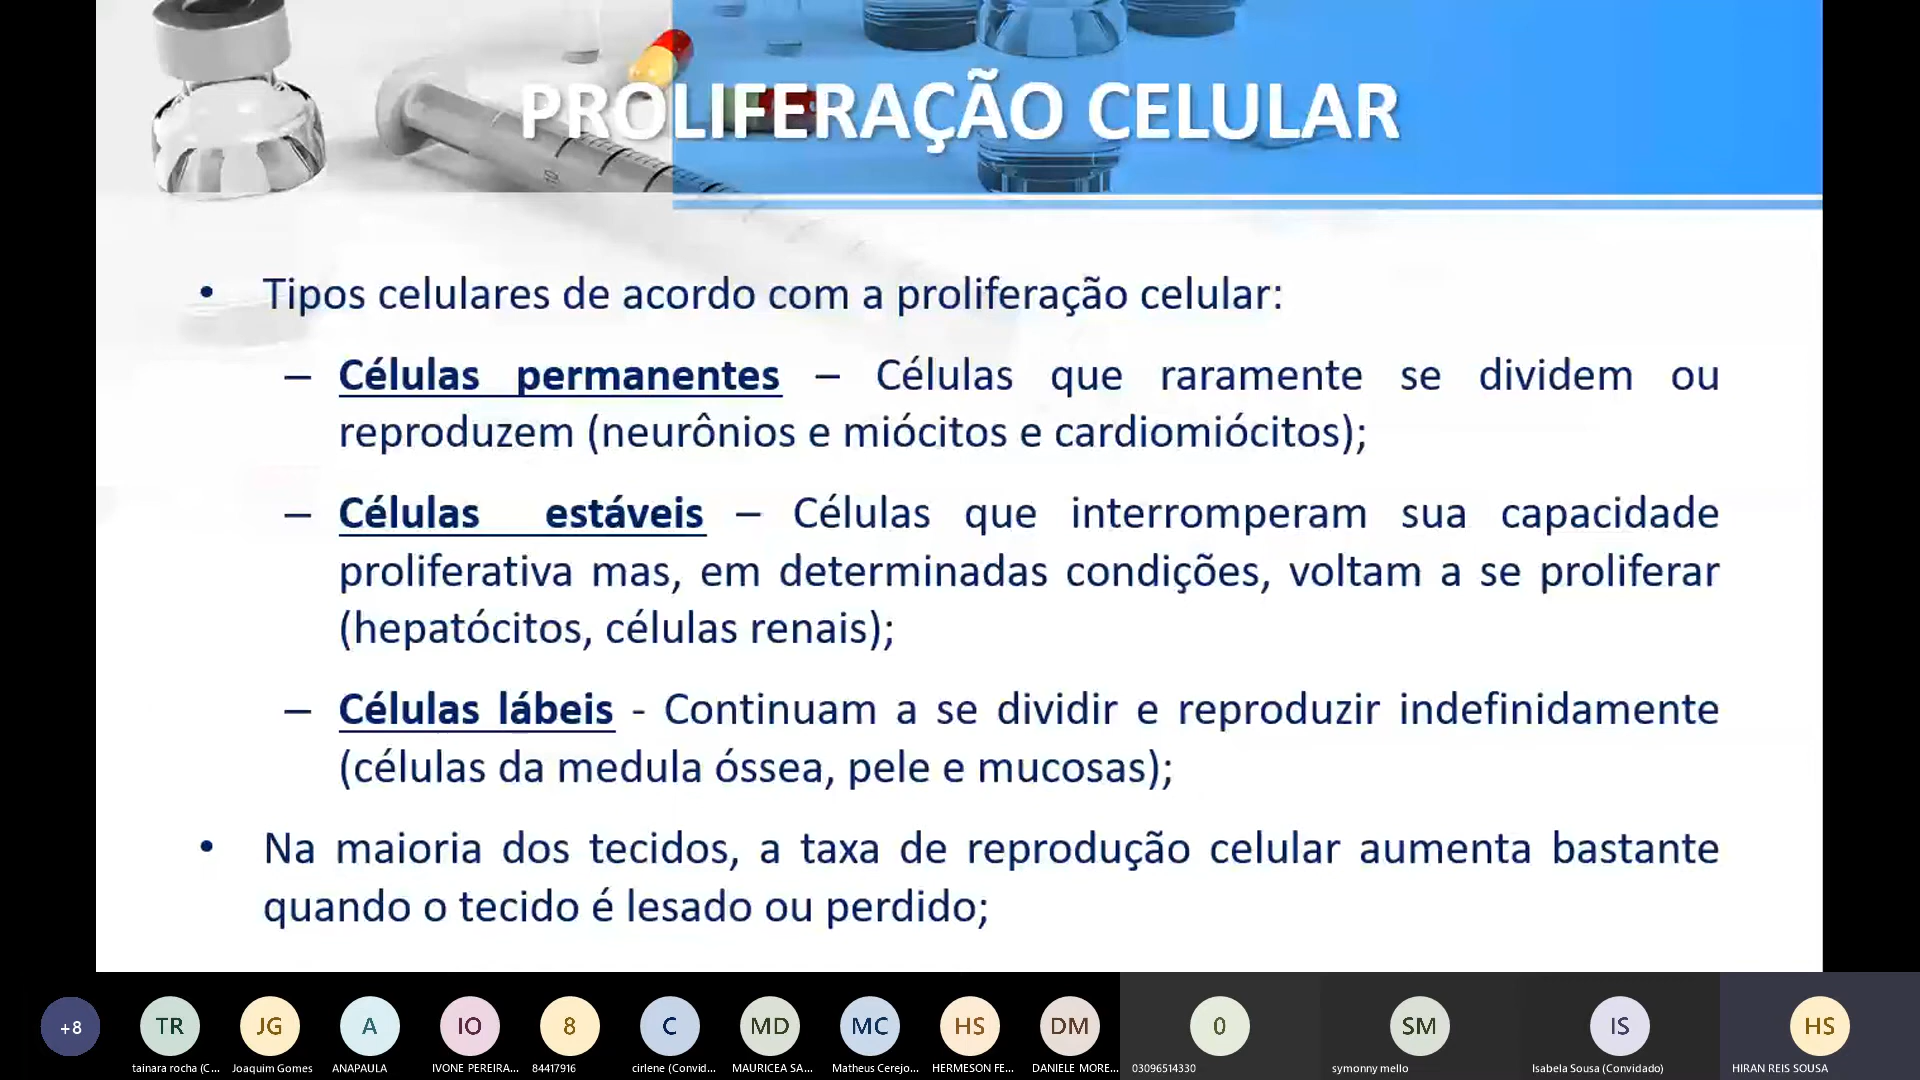 PROLIFERAÇÃO CELULAR
• Tipos celulares de acordo com a proliferação celular:
– Células permanentes – Células que raramente se dividem ou
reproduzem (neurônios e miócitos e cardiomiócitos);
– Células estáveis – Células que interromperam sua capacidade
proliferativa mas, em determinadas condições, voltam a se proliferar
(hepatócitos, células renais);
– Células lábeis - Continuam a se dividir e reproduzir indefinidamente
(células da medula óssea, pele e mucosas);
• Na maioria dos tecidos, a taxa de reprodução celular aumenta bastante
quando o tecido é lesado ou perdido;
+8 TR JG A IO 8 C MD MC HS DM 0 SM IS HS
tainara rocha (C... Joaquim Gomes ANAPAULA IVONE PEREIRA... 84417916 cirlene (Convid... MAURICEA SA... Matheus Cerejo... HERMESON FE... DANIELE MORE... 03096514330 symonny mello Isabela Sousa (Convidado) HIRAN REIS SOUSA
10